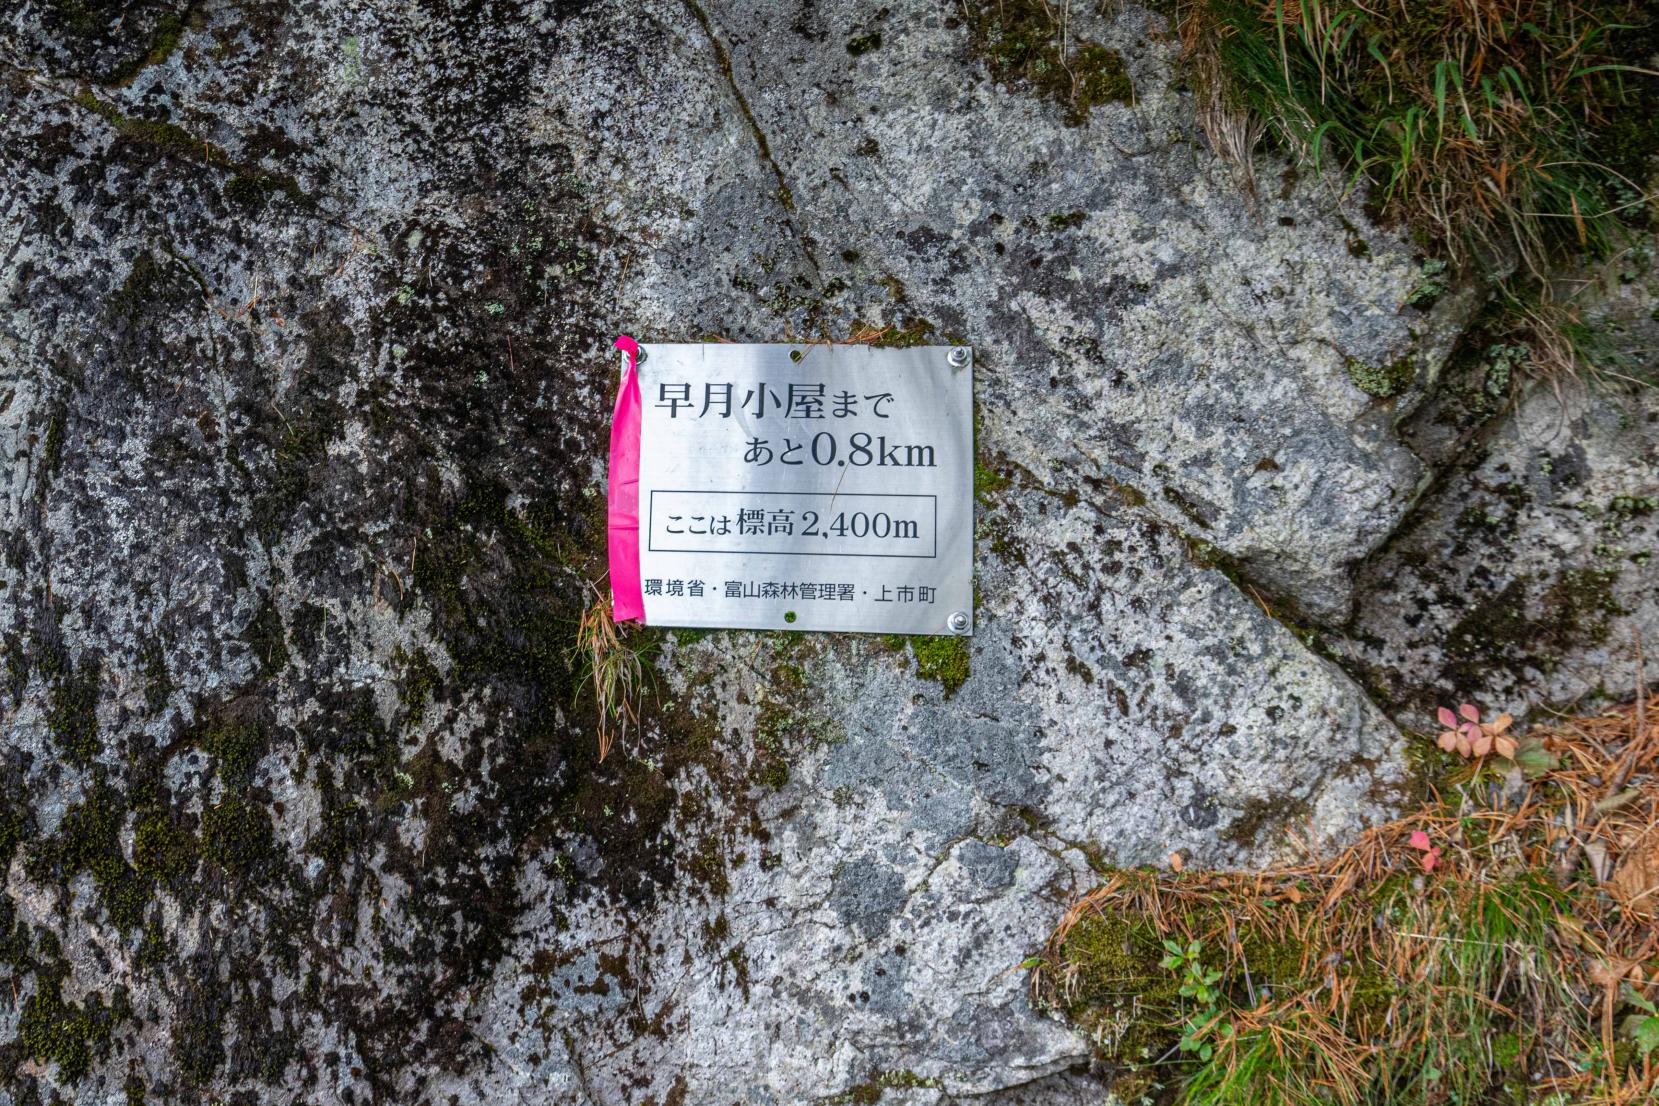 早月小屋まで
あと0.8km
ここは標高2,400m
環境省・富山森林管理署・上市町